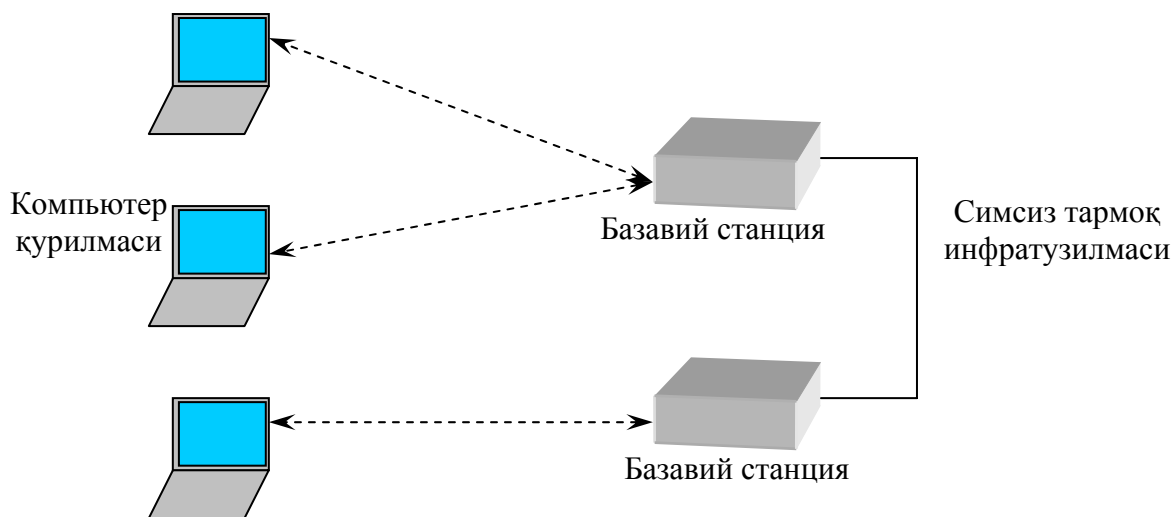 Компьютер
қурилмаси
Базавий станция
Симсиз тармоқ
инфратузилмаси
Базавий станция